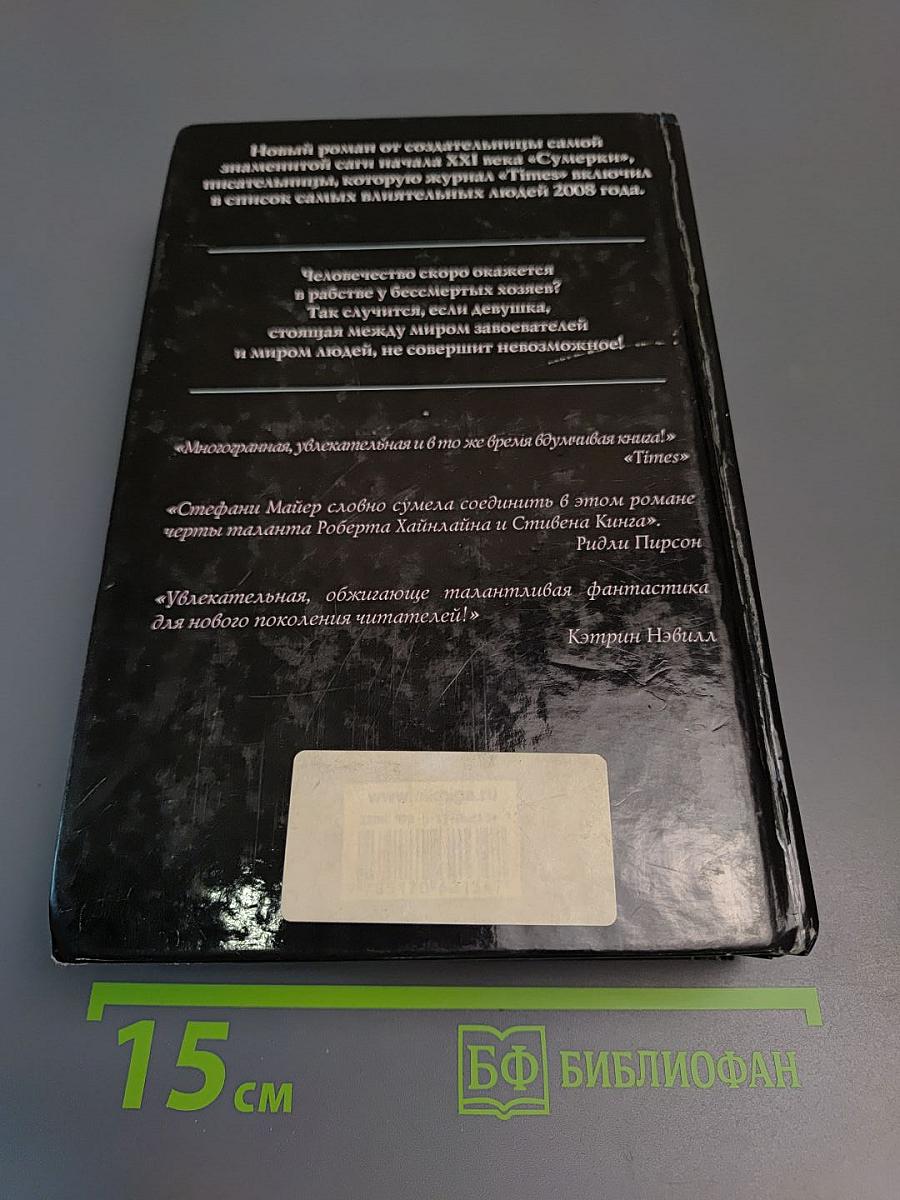 Новый роман от создательницы самой
знаменитой саги начала XXI века «Сумерки»,
писательницы, которую журнал «Times» включил
в список самых влиятельных людей 2008 года.
Человечество скоро окажется
в рабстве у бессмертых хозяев?
Так случится, если девушка,
стоящая между миром завоевателей
и миром людей, не совершит невозможное!
«Многогранная, увлекательная и в то же время вдумчивая книга!»
«Times»
«Стефани Майер словно сумела соединить в этом романе
черты таланта Роберта Хайнлайна и Стивена Кинга».
Ридли Пирсон
«Увлекательная, обжигающе талантливая фантастика
для нового поколения читателей!»
Кэтрин Нэвилл
15 см
БФ БИБЛИОФАН